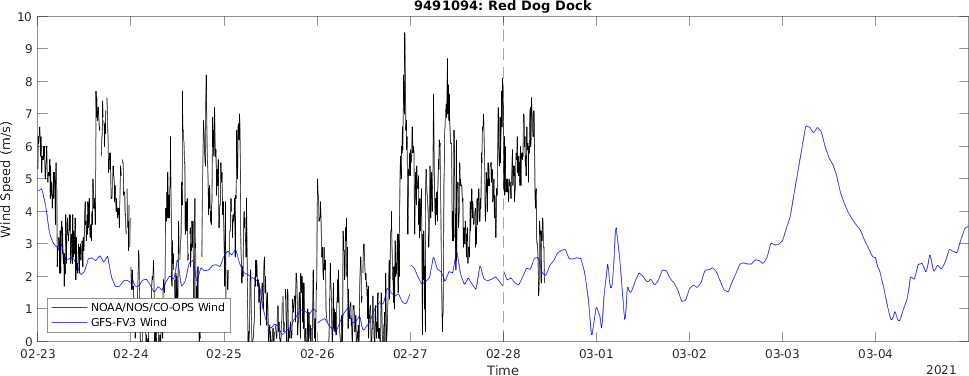 9491094: Red Dog Dock
10
9
8
7
6
5
4
3
2
1
0
Wind Speed (m/s)
NOAA/NOS/CO-OPS Wind
GFS-FV3 Wind
02-23 02-24 02-25 02-26 02-27 02-28 03-01 03-02 03-03 03-04
Time
2021